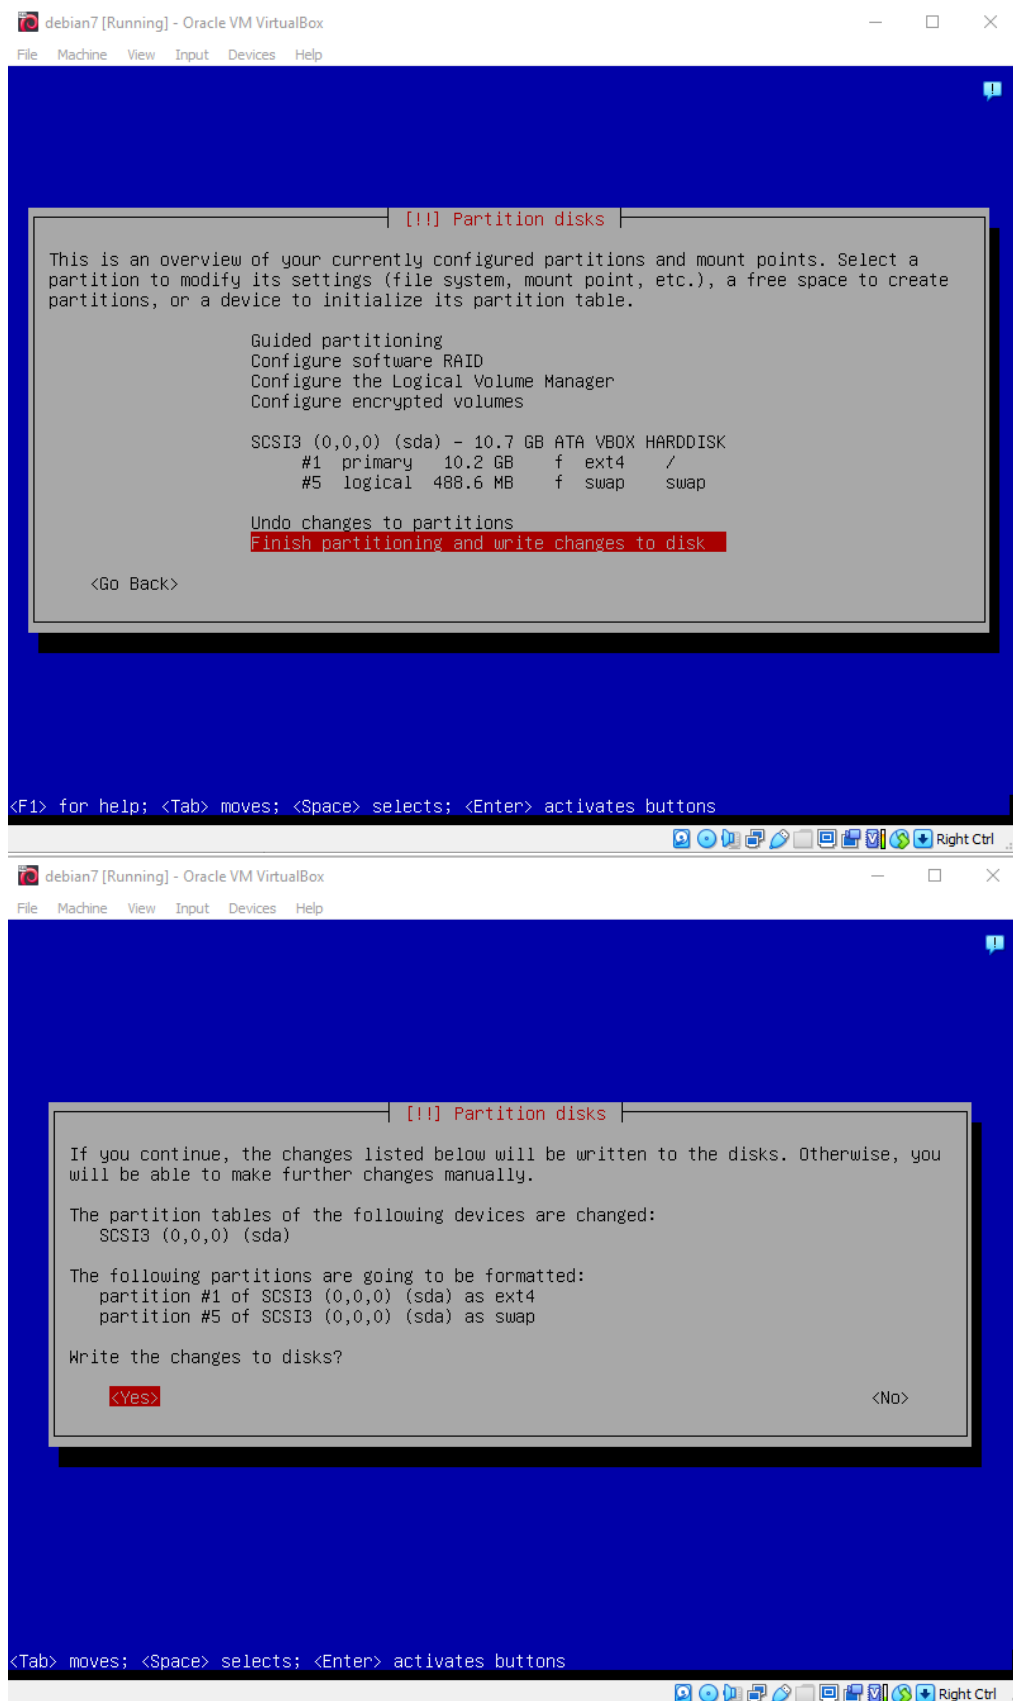 debian7 [Running] - Oracle VM VirtualBox
File Machine View Input Devices Help
[!!] Partition disks
This is an overview of your currently configured partitions and mount points. Select a
partition to modify its settings (file system, mount point, etc.), a free space to create
partitions, or a device to initialize its partition table.
Guided partitioning
Configure software RAID
Configure the Logical Volume Manager
Configure encrypted volumes
SCSI3 (0,0,0) (sda) - 10.7 GB ATA VBOX HARDDISK
#1 primary 10.2 GB f ext4 /
#5 logical 488.6 MB f swap swap
Undo changes to partitions
Finish partitioning and write changes to disk
<Go Back>
<F1> for help; <Tab> moves; <Space> selects; <Enter> activates buttons
Right Ctrl
debian7 [Running] - Oracle VM VirtualBox
File Machine View Input Devices Help
[!!] Partition disks
If you continue, the changes listed below will be written to the disks. Otherwise, you
will be able to make further changes manually.
The partition tables of the following devices are changed:
SCSI3 (0,0,0) (sda)
The following partitions are going to be formatted:
partition #1 of SCSI3 (0,0,0) (sda) as ext4
partition #5 of SCSI3 (0,0,0) (sda) as swap
Write the changes to disks?
<Yes> <No>
<Tab> moves; <Space> selects; <Enter> activates buttons
Right Ctrl